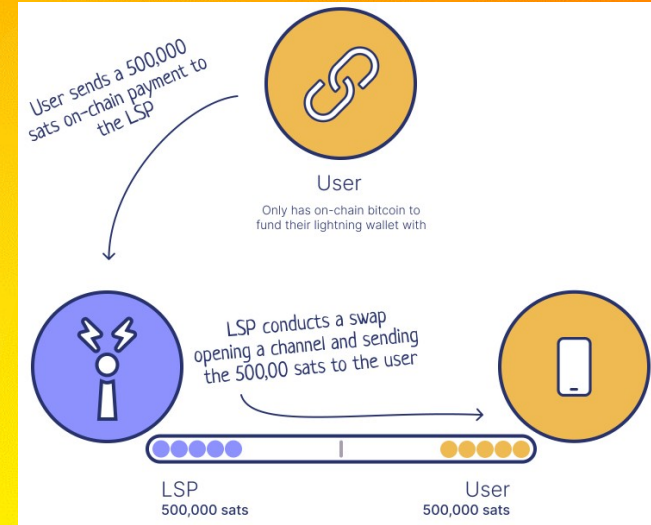 User sends a 500,000
sats on-chain payment to
the LSP
User
Only has on-chain bitcoin to
fund their lightning wallet with
LSP conducts a swap
opening a channel and sending
the 500,00 sats to the user
LSP
500,000 sats
User
500,000 sats